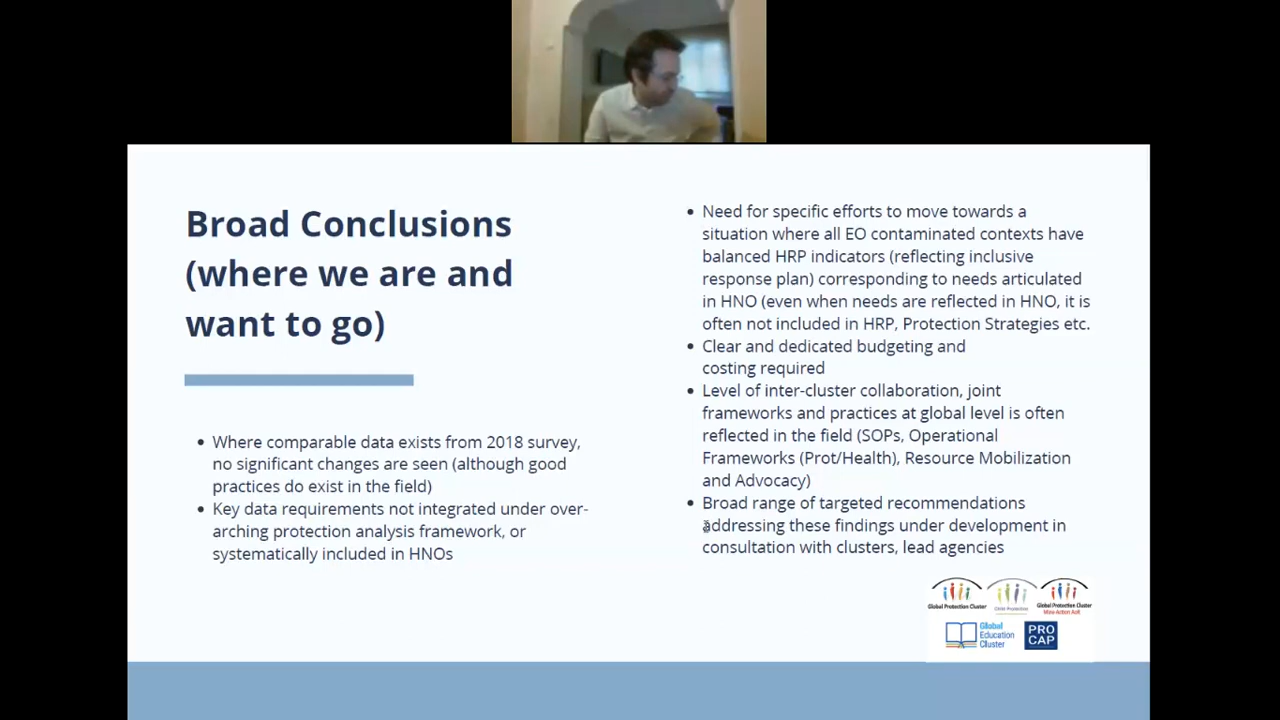 Broad Conclusions
(where we are and
want to go)
• Where comparable data exists from 2018 survey,
no significant changes are seen (although good
practices do exist in the field)
• Key data requirements not integrated under over-
arching protection analysis framework, or
systematically included in HNOs
• Need for specific efforts to move towards a
situation where all EO contaminated contexts have
balanced HRP indicators (reflecting inclusive
response plan) corresponding to needs articulated
in HNO (even when needs are reflected in HNO, it is
often not included in HRP, Protection Strategies etc.
• Clear and dedicated budgeting and
costing required
• Level of inter-cluster collaboration, joint
frameworks and practices at global level is often
reflected in the field (SOPs, Operational
Frameworks (Prot/Health), Resource Mobilization
and Advocacy)
• Broad range of targeted recommendations
addressing these findings under development in
consultation with clusters, lead agencies
Global Protection Cluster
Child Protection
Global Protection Cluster
Mine Action AoR
Global
Education
Cluster
PRO
CAP